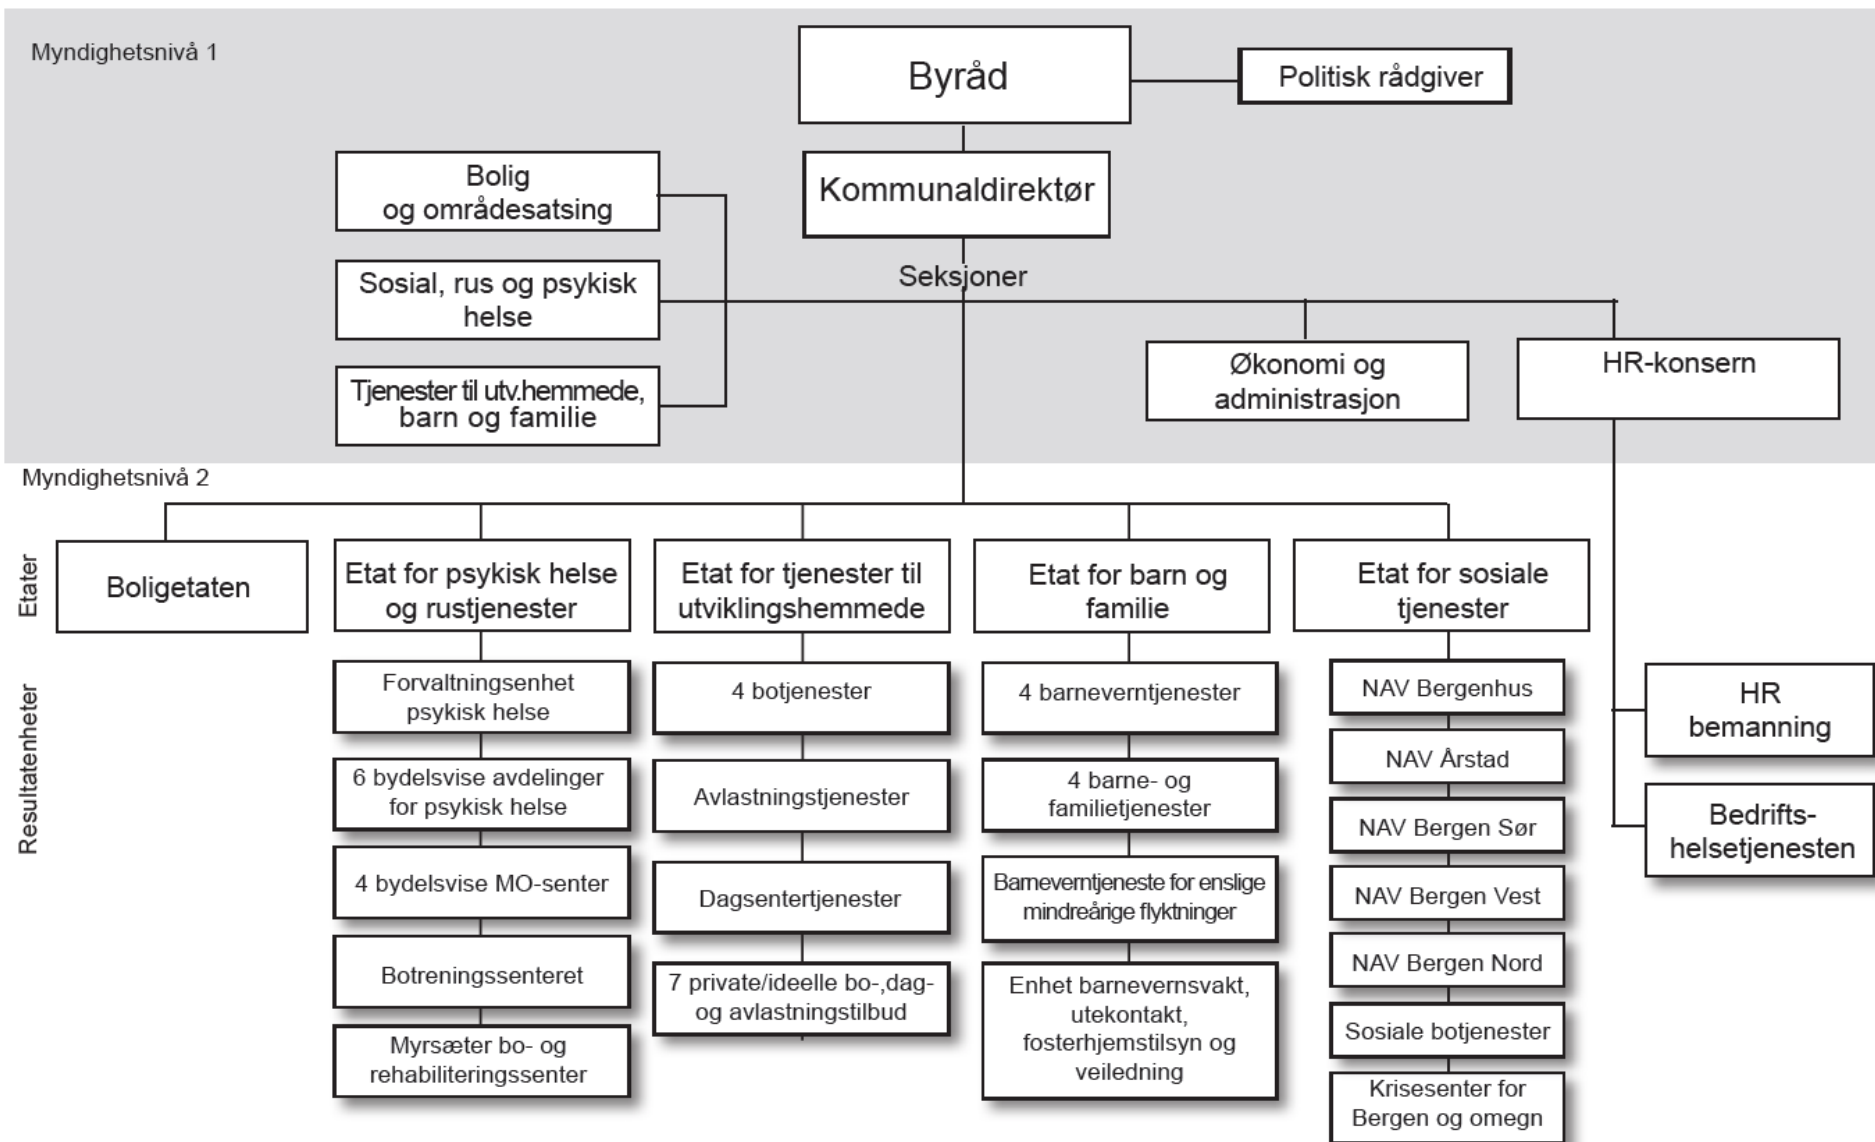 Myndighetsnivå 1
Byråd
Politisk rådgiver
Kommunaldirektør
Bolig
og områdesatsing
Sosial, rus og psykisk
helse
Tjenester til utv.hemmede,
barn og familie
Seksjoner
Økonomi og
administrasjon
HR-konsern
Myndighetsnivå 2
Etater
Boligetaten
Etat for psykisk helse
og rustjenester
Etat for tjenester til
utviklingshemmede
Etat for barn og
familie
Etat for sosiale
tjenester
Resultatenheter
Forvaltningsenhet
psykisk helse
6 bydelsvise avdelinger
for psykisk helse
4 bydelsvise MO-senter
Botreningssenteret
Myrsæter bo- og
rehabiliteringssenter
4 botjenester
Avlastningstjenester
Dagsentertjenester
7 private/ideelle bo-,dag-
og avlastningstilbud
4 barneverntjenester
4 barne- og
familietjenester
Barneverntjeneste for enslige
mindreårige flyktninger
Enhet barnevernsvakt,
utekontakt,
fosterhjemstilsyn og
veiledning
NAV Bergenhus
NAV Årstad
NAV Bergen Sør
NAV Bergen Vest
NAV Bergen Nord
Sosiale botjenester
Krisesenter for
Bergen og omegn
HR
bemanning
Bedrifts-
helsetjenesten